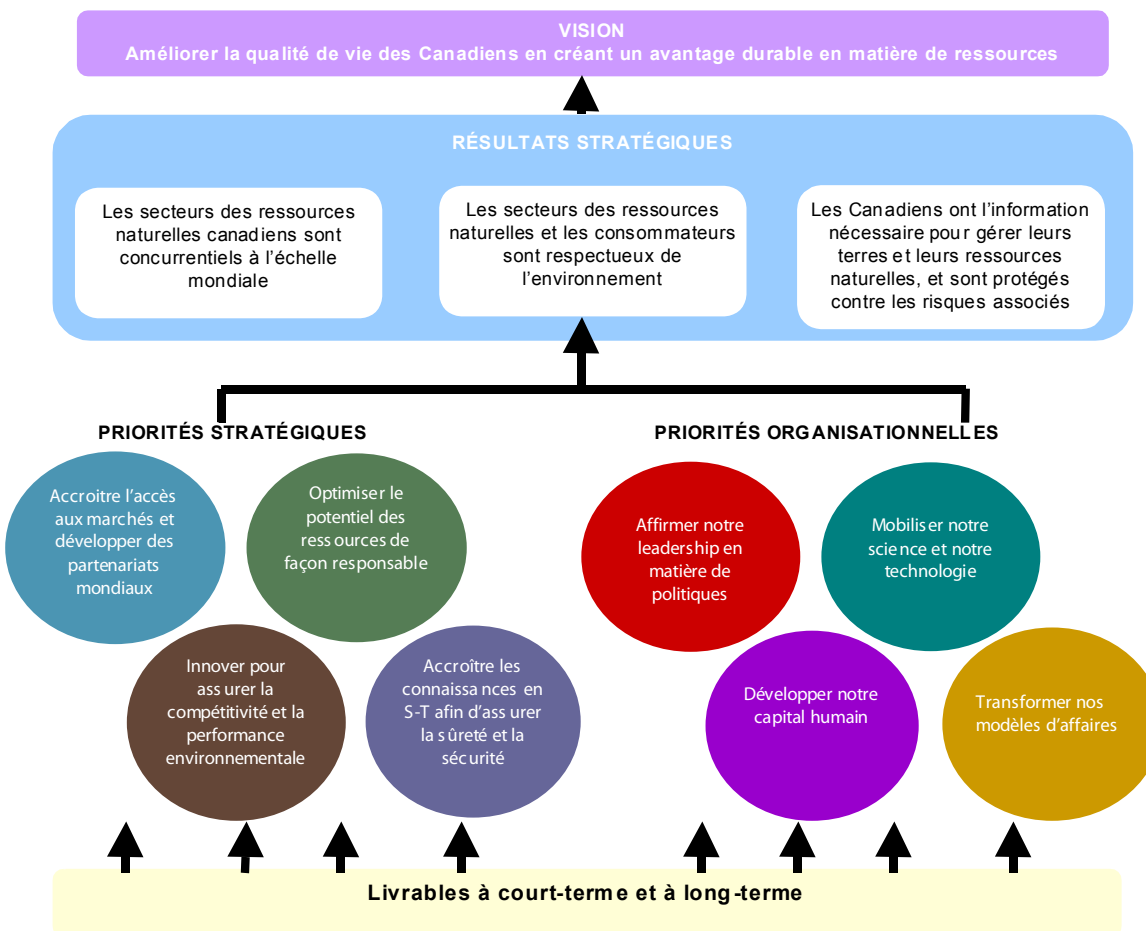 VISION
Améliorer la qualité de vie des Canadiens en créant un avantage durable en matière de ressources
RÉSULTATS STRATÉGIQUES
Les secteurs des ressources
naturelles canadiens sont
concurrentiels à l'échelle
mondiale
Les secteurs des ressources
naturelles et les consommateurs
sont respectueux de
l'environnement
Les Canadiens ont l'information
nécessaire pour gérer leurs
terres et leurs ressources
naturelles, et sont protégés
contre les risques associés
PRIORITÉS STRATÉGIQUES
Accroitre l'accès
aux marchés et
développer des
partenariats
mondiaux
Optimiser le
potentiel des
ressources de
façon responsable
Innover pour
assurer la
compétitivité et la
performance
environnementale
Accroître les
connaissances en
S-T afin d'assurer
la sûreté et la
sécurité
PRIORITÉS ORGANISATIONNELLES
Affirmer notre
leadership en
matière de
politiques
Mobiliser notre
science et notre
technologie
Développer notre
capital humain
Transformer nos
modèles d'affaires
Livrables à court-terme et à long-terme